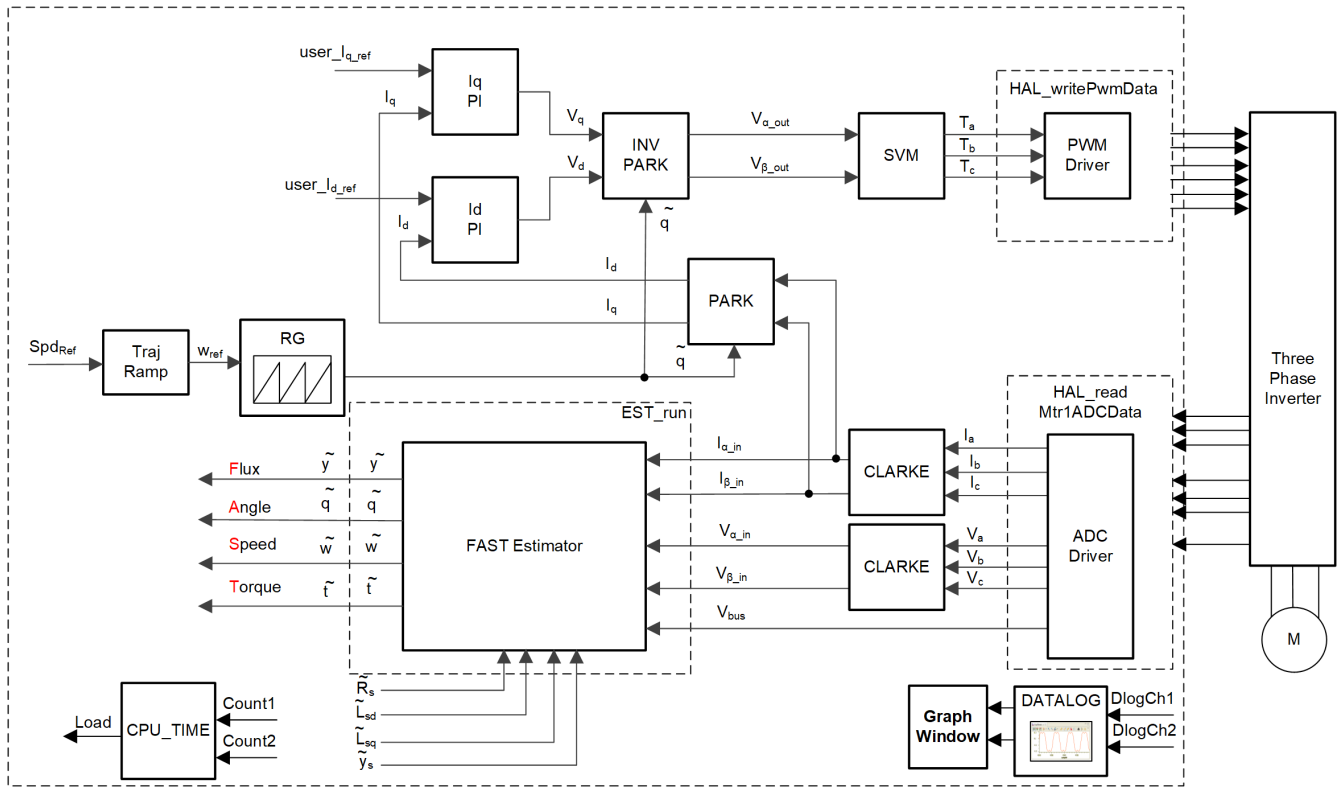 user_Iq_ref
Iq
PI
Iq
Vq
Vα_out
HAL_writePwmData
INV
PARK
SVM
Ta
Tb
Tc
PWM
Driver
Vd
Vβ_out
user_Id_ref
Id
PI
Id
q̃
Id
Iq
PARK
q̃
SpdRef
Traj
Ramp
wref
RG
Three
Phase
Inverter
HAL_read
Mtr1ADCData
EST_run
Iα_in
Iβ_in
CLARKE
Ia
Ib
Ic
Flux ỹ ỹ
Angle q̃ q̃
Speed w̃ w̃
Torque t̃ t̃
FAST Estimator
Vα_in
Vβ_in
Vbus
CLARKE
Va
Vb
Vc
ADC
Driver
M
R̃s
L̃sd
L̃sq
ỹs
Load
CPU_TIME
Count1
Count2
Graph
Window
DATALOG
DlogCh1
DlogCh2